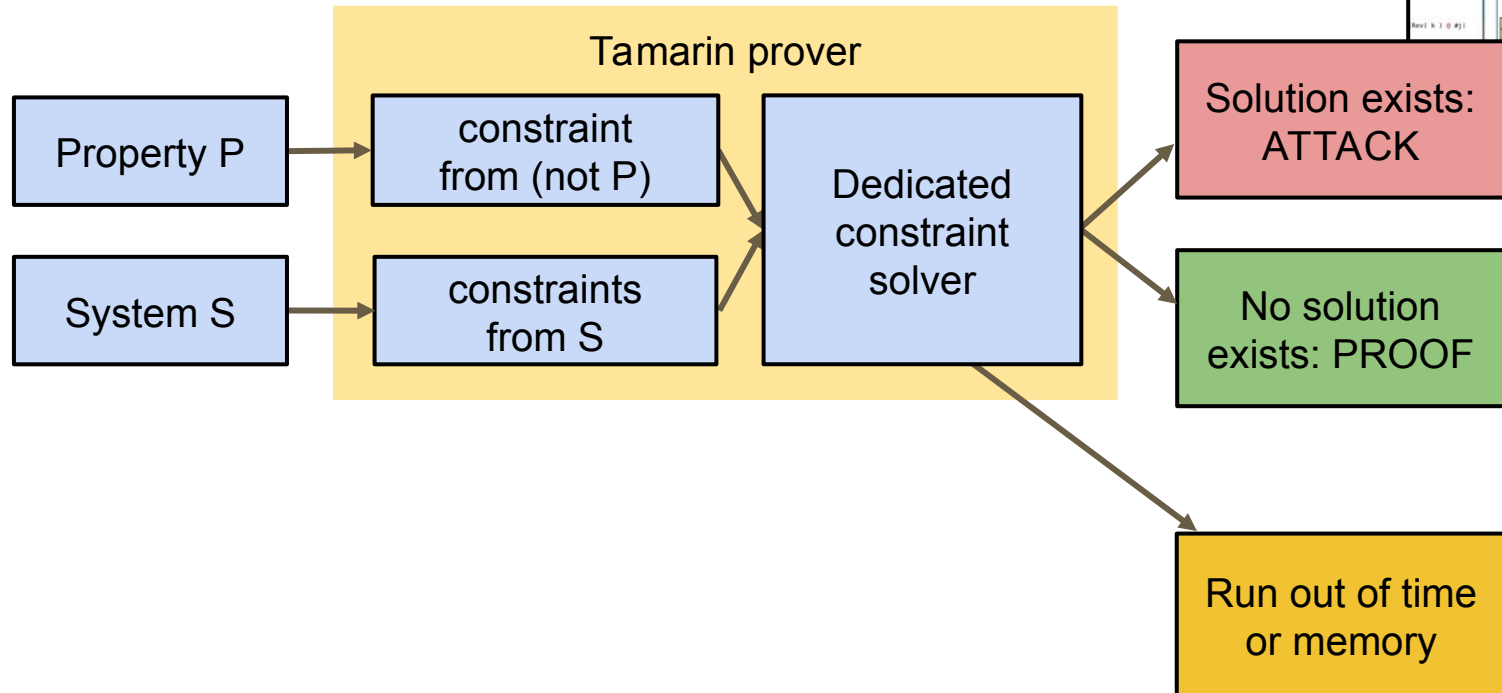 Rev( k ) @ #j)
Tamarin prover
Property P
constraint
from (not P)
Dedicated
constraint
solver
Solution exists:
ATTACK
System S
constraints
from S
No solution
exists: PROOF
Run out of time
or memory